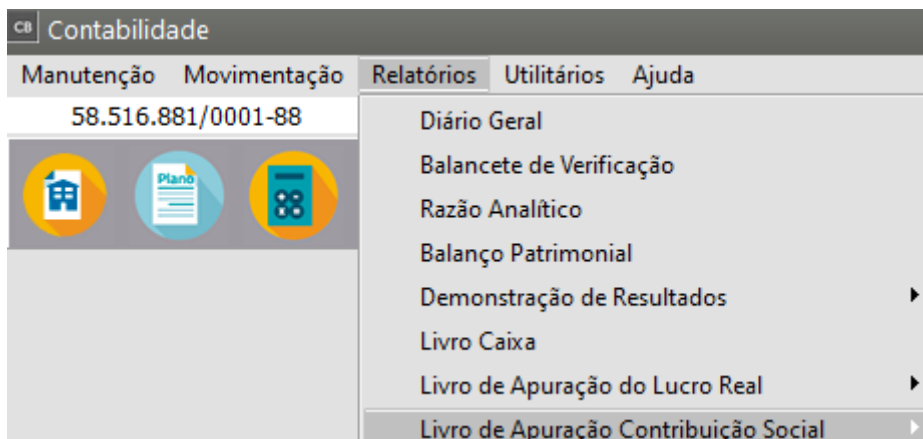 CB Contabilidade
Manutenção Movimentação Relatórios Utilitários Ajuda
58.516.881/0001-88
Diário Geral
Balancete de Verificação
Plano
Razão Analítico
Balanço Patrimonial
Demonstração de Resultados
Livro Caixa
Livro de Apuração do Lucro Real
Livro de Apuração Contribuição Social